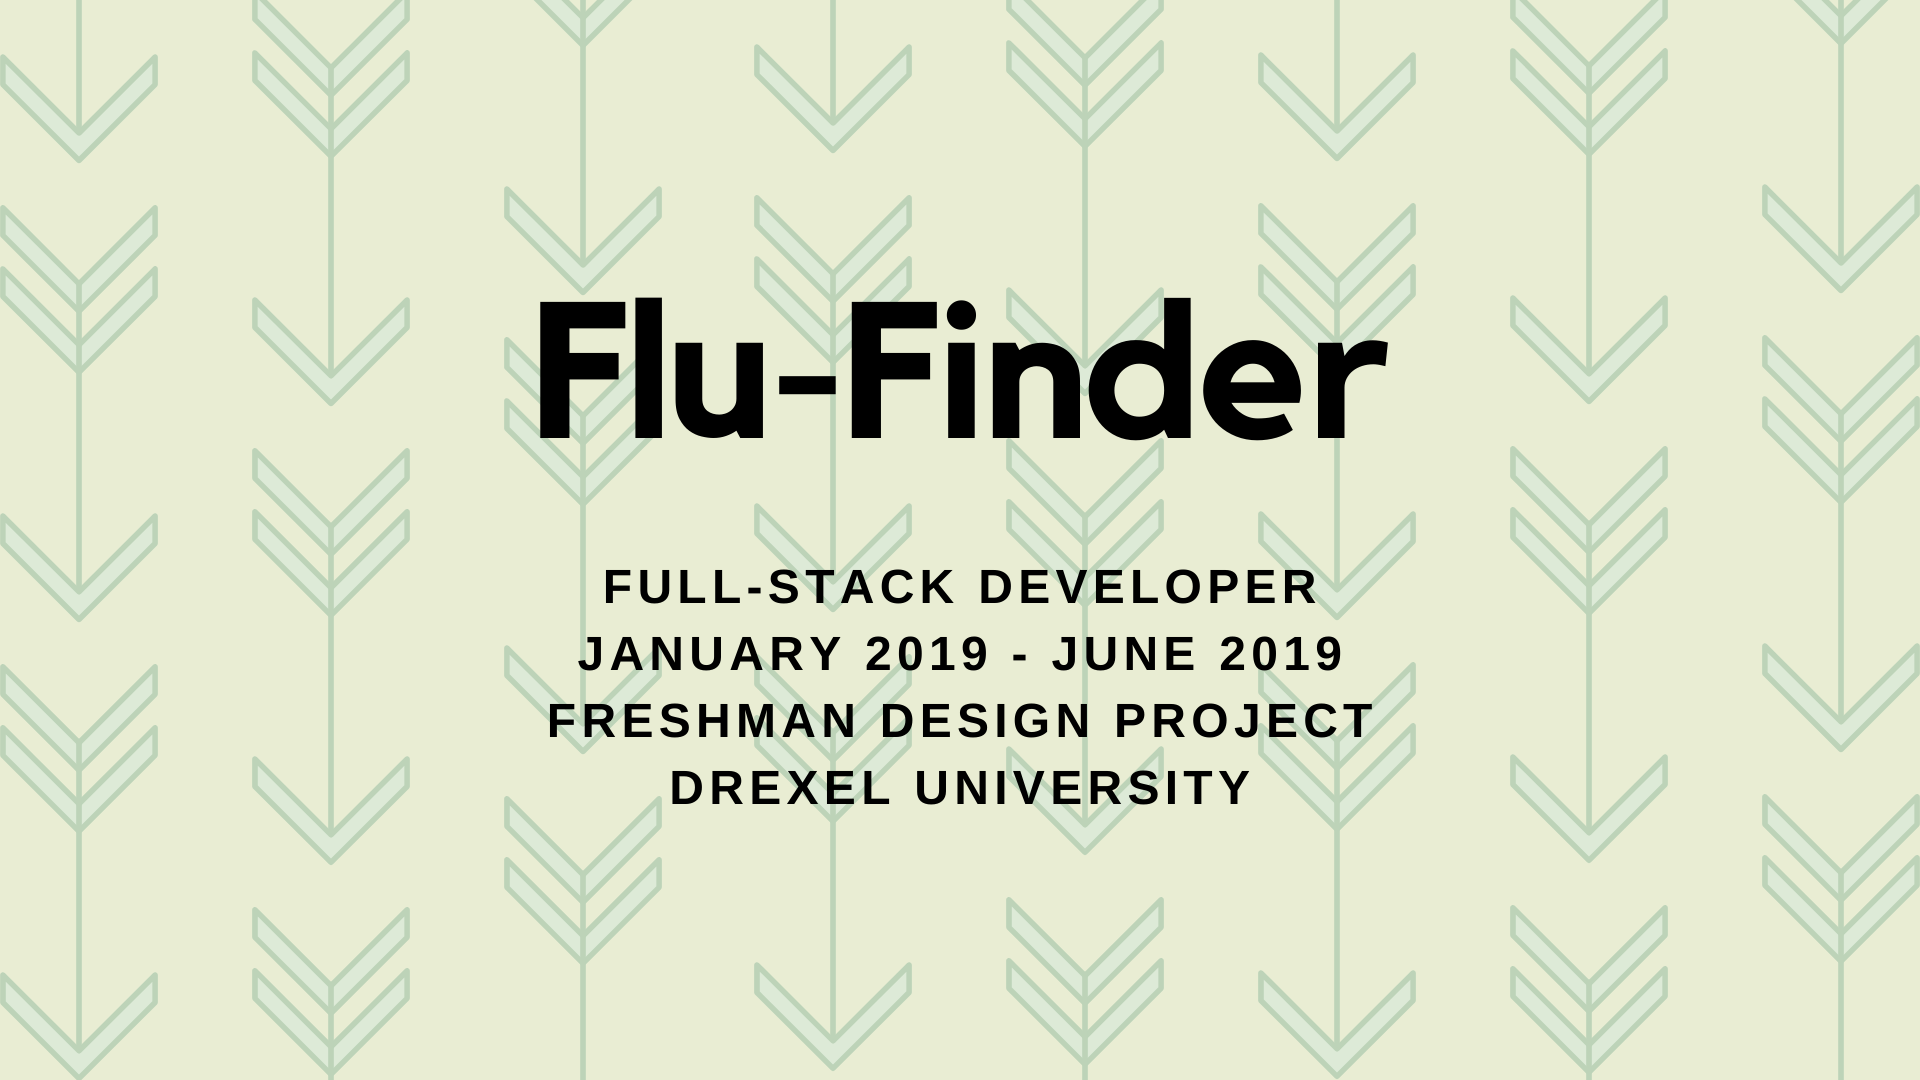 Flu-Finder
FULL-STACK DEVELOPER
JANUARY 2019 - JUNE 2019
FRESHMAN DESIGN PROJECT
DREXEL UNIVERSITY